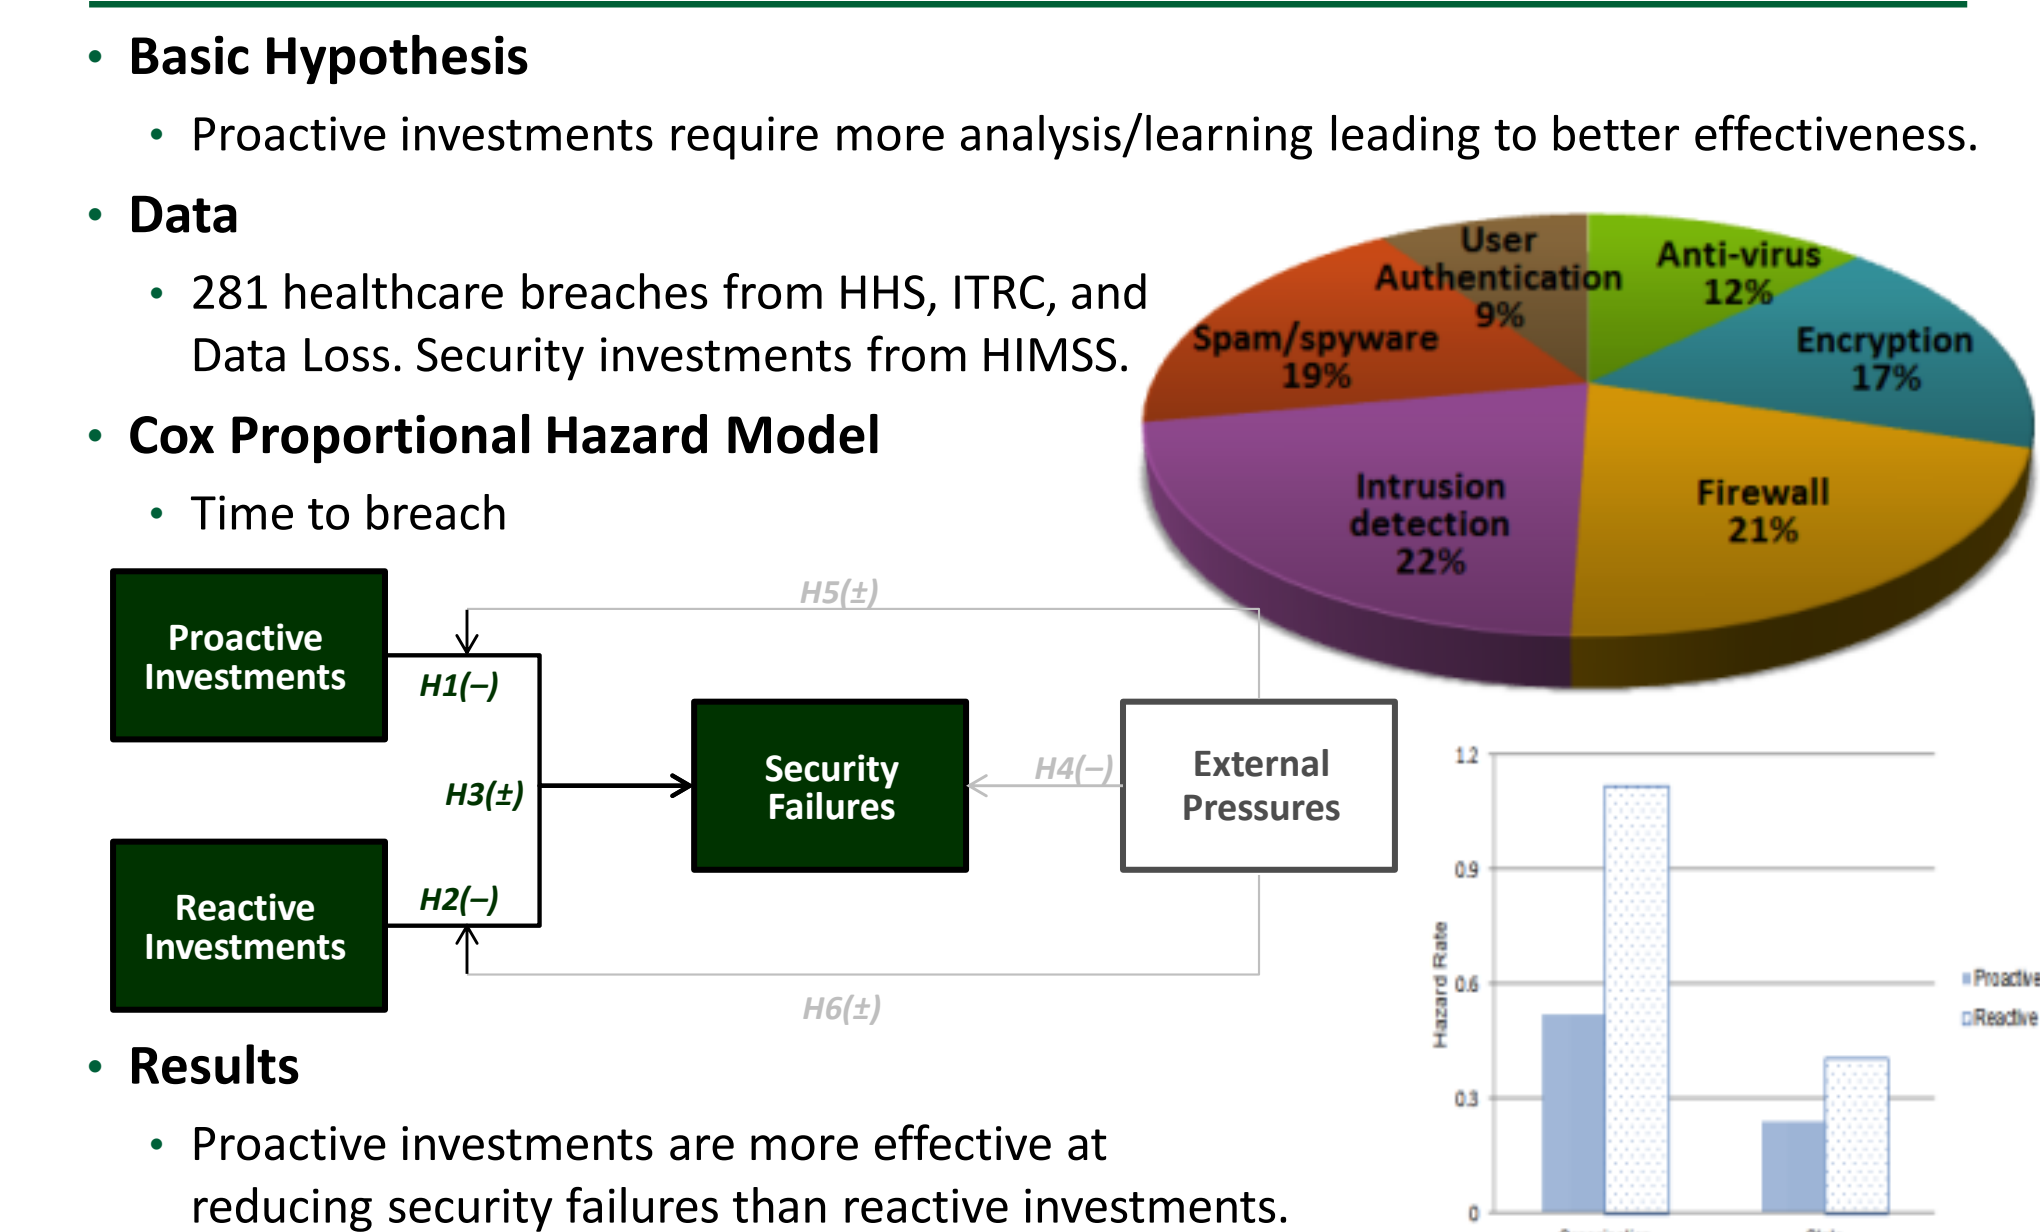 • Basic Hypothesis
• Proactive investments require more analysis/learning leading to better effectiveness.
• Data
• 281 healthcare breaches from HHS, ITRC, and
Data Loss. Security investments from HIMSS.
• Cox Proportional Hazard Model
• Time to breach
User
Authentication
9%
Anti-virus
12%
Spam/spyware
19%
Encryption
17%
Intrusion
detection
22%
Firewall
21%
H5(±)
Proactive
Investments
H1(–)
H3(±)
Security
Failures
H4(–)
External
Pressures
H2(–)
Reactive
Investments
H6(±)
1.2
0.9
0.6
0.3
0
Hazard Rate
Proactive
Reactive
• Results
• Proactive investments are more effective at
reducing security failures than reactive investments.